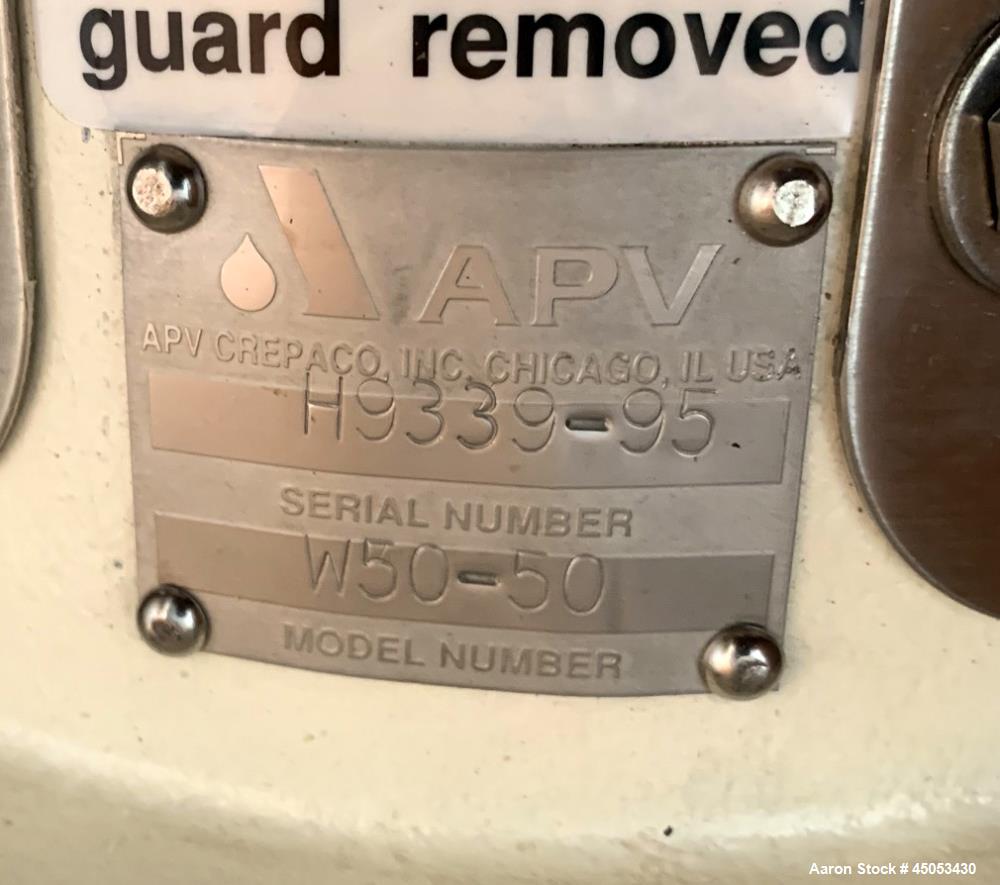 guard removed
APV
APV CREPACO, INC. CHICAGO, IL USA
H9339-95
SERIAL NUMBER
W50-50
MODEL NUMBER
Aaron Stock # 45053430